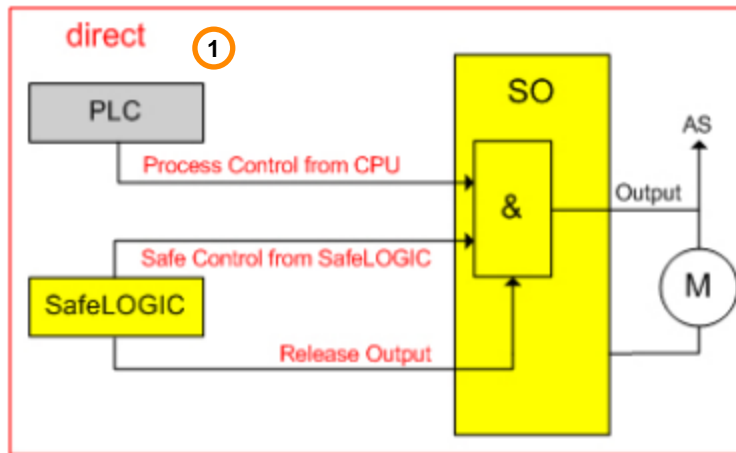 direct
1
PLC
SO
AS
Process Control from CPU
Output
&
Safe Control from SafeLOGIC
M
SafeLOGIC
Release Output